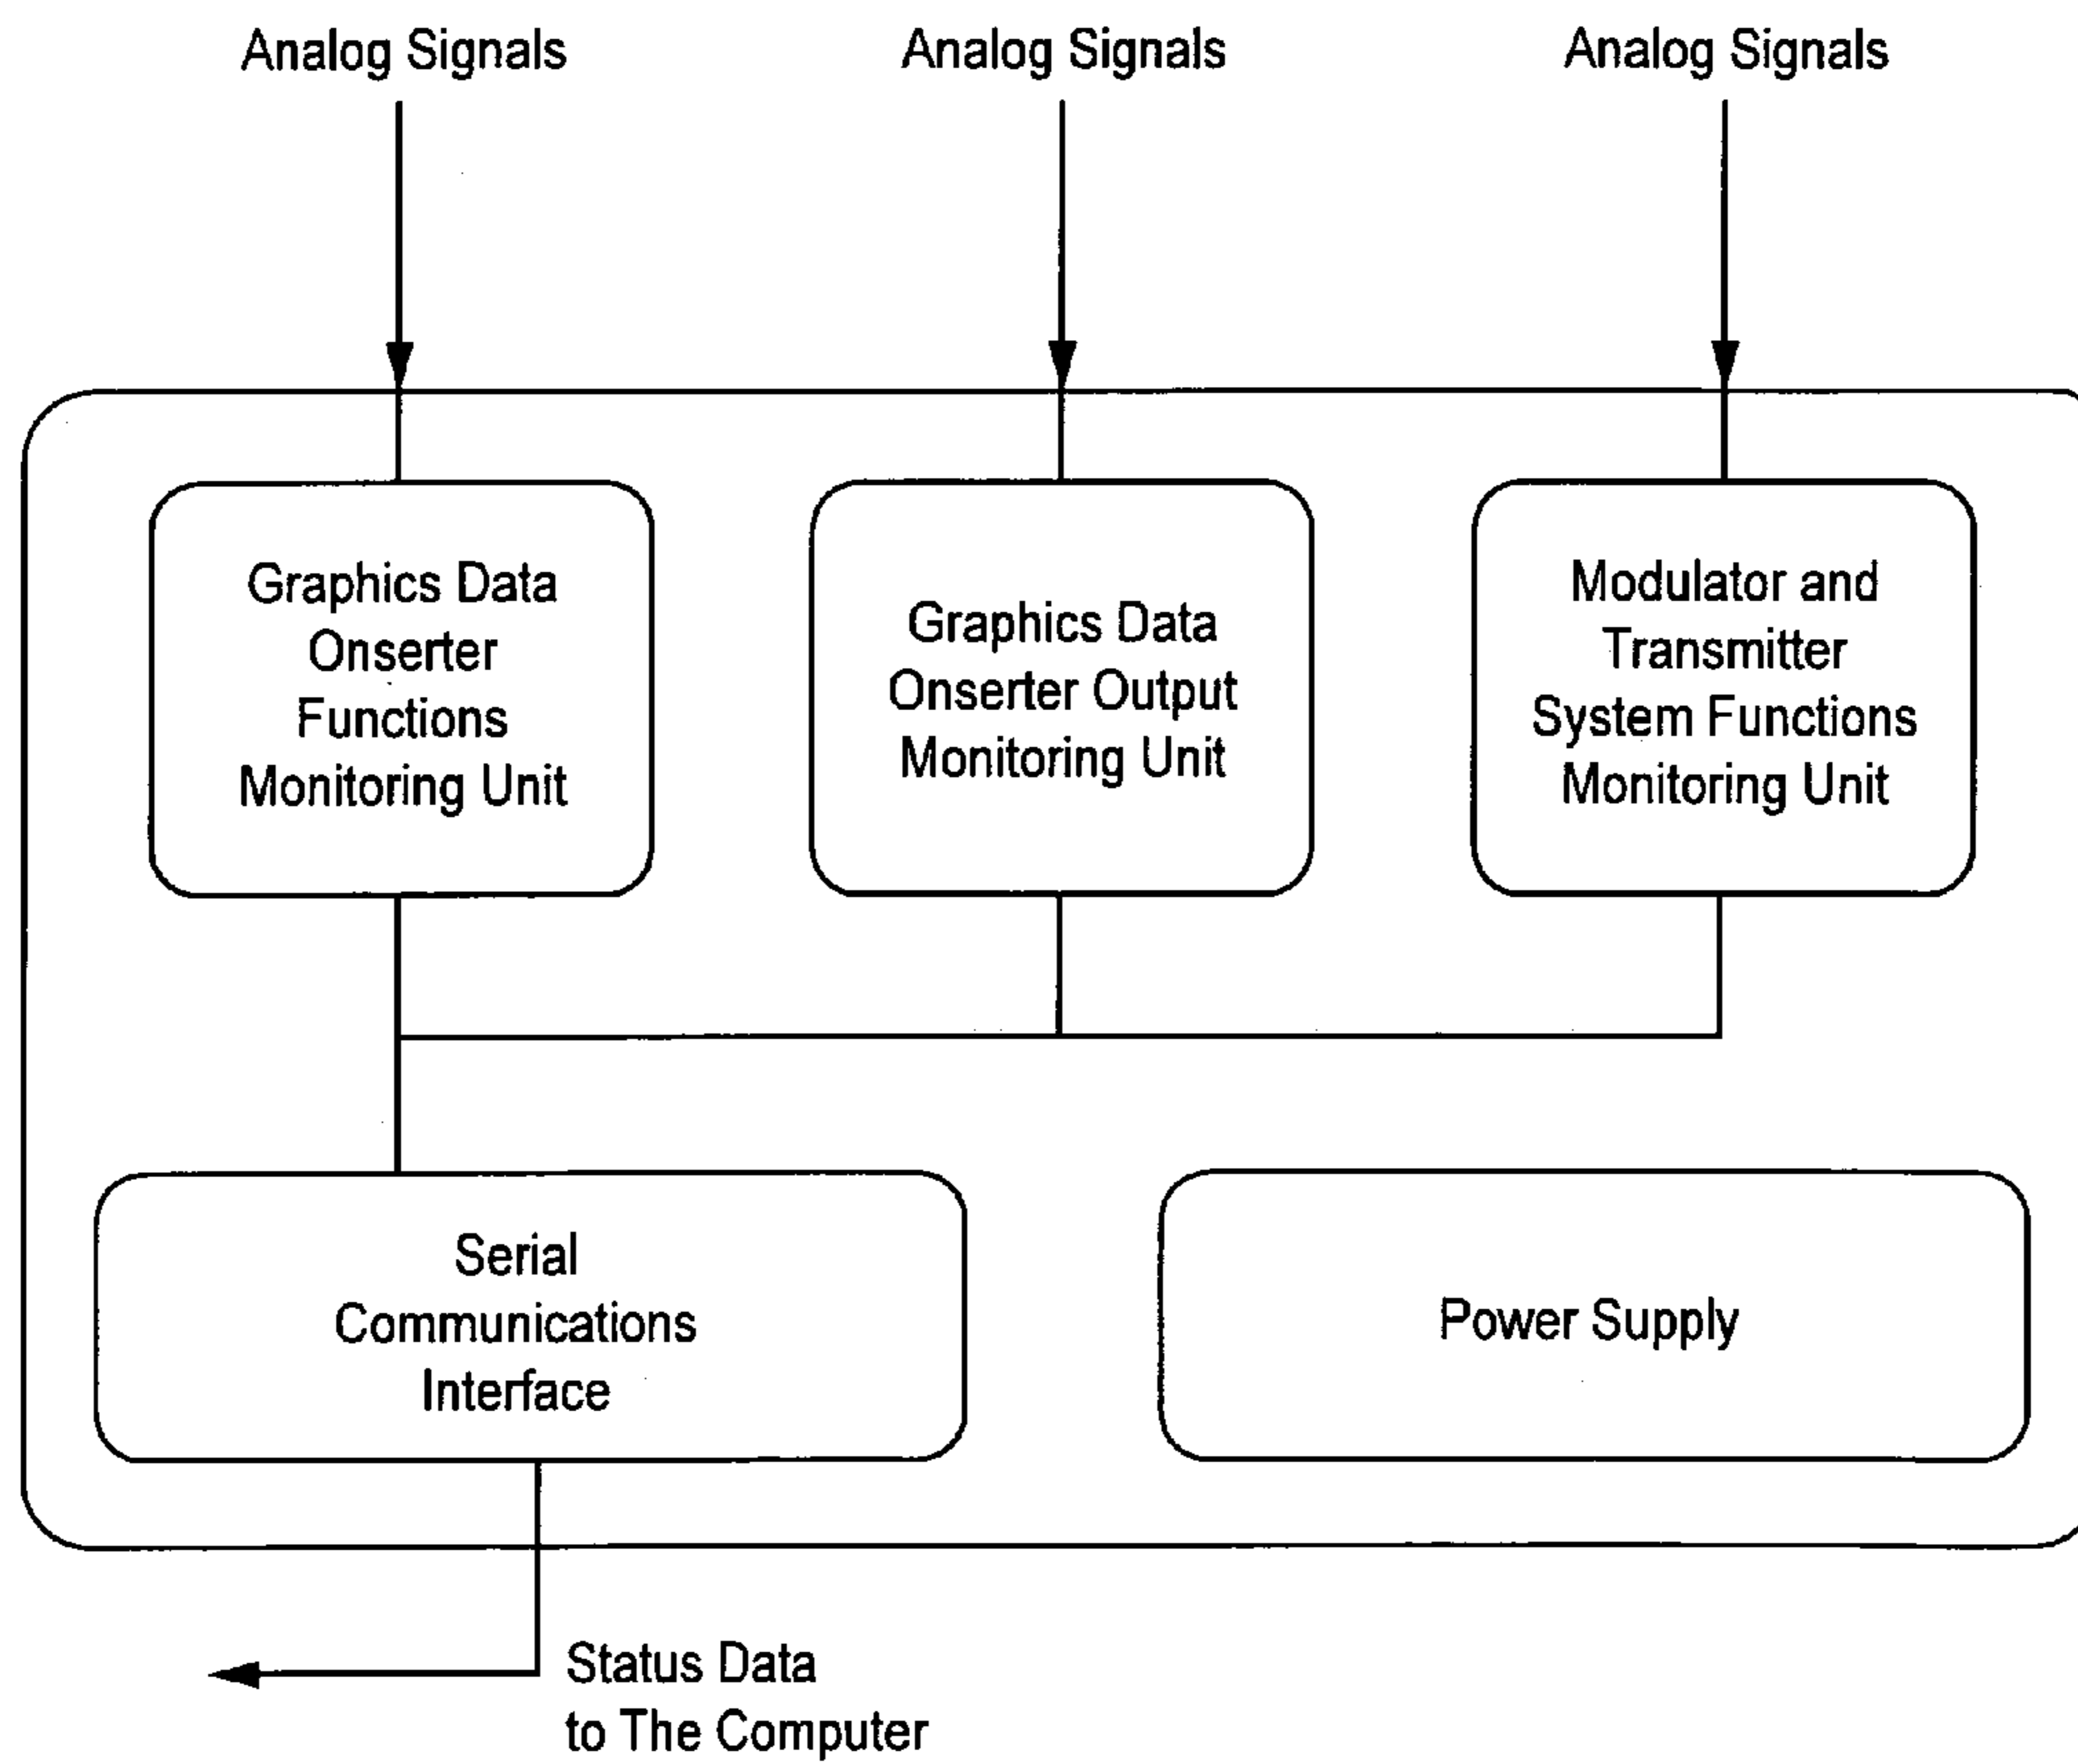 Analog Signals
Analog Signals
Analog Signals
Graphics Data
Onserter
Functions
Monitoring Unit
Graphics Data
Onserter Output
Monitoring Unit
Modulator and
Transmitter
System Functions
Monitoring Unit
Serial
Communications
Interface
Power Supply
Status Data
to The Computer